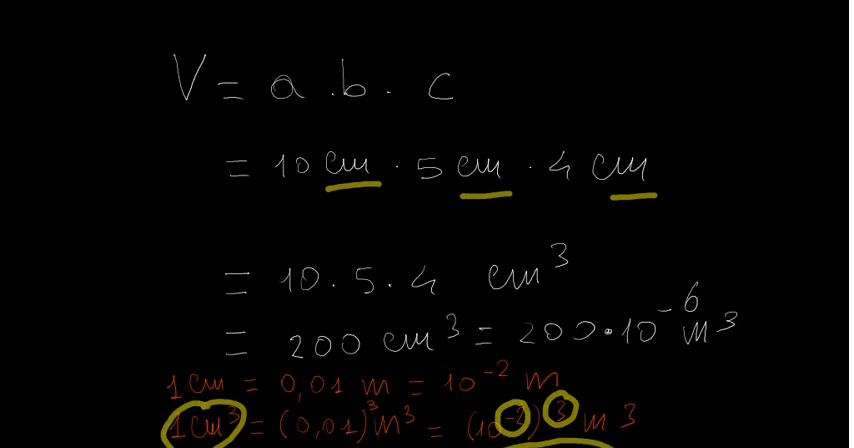 V = a . b . c
= 10 cm . 5 cm . 4 cm
= 10 . 5 . 4 cm³
= 200 cm³ = 200 . 10⁻⁶ m³
1 cm = 0,01 m = 10⁻² m
1 cm³ = (0,01)³ m³ = (10⁻²)³ m³